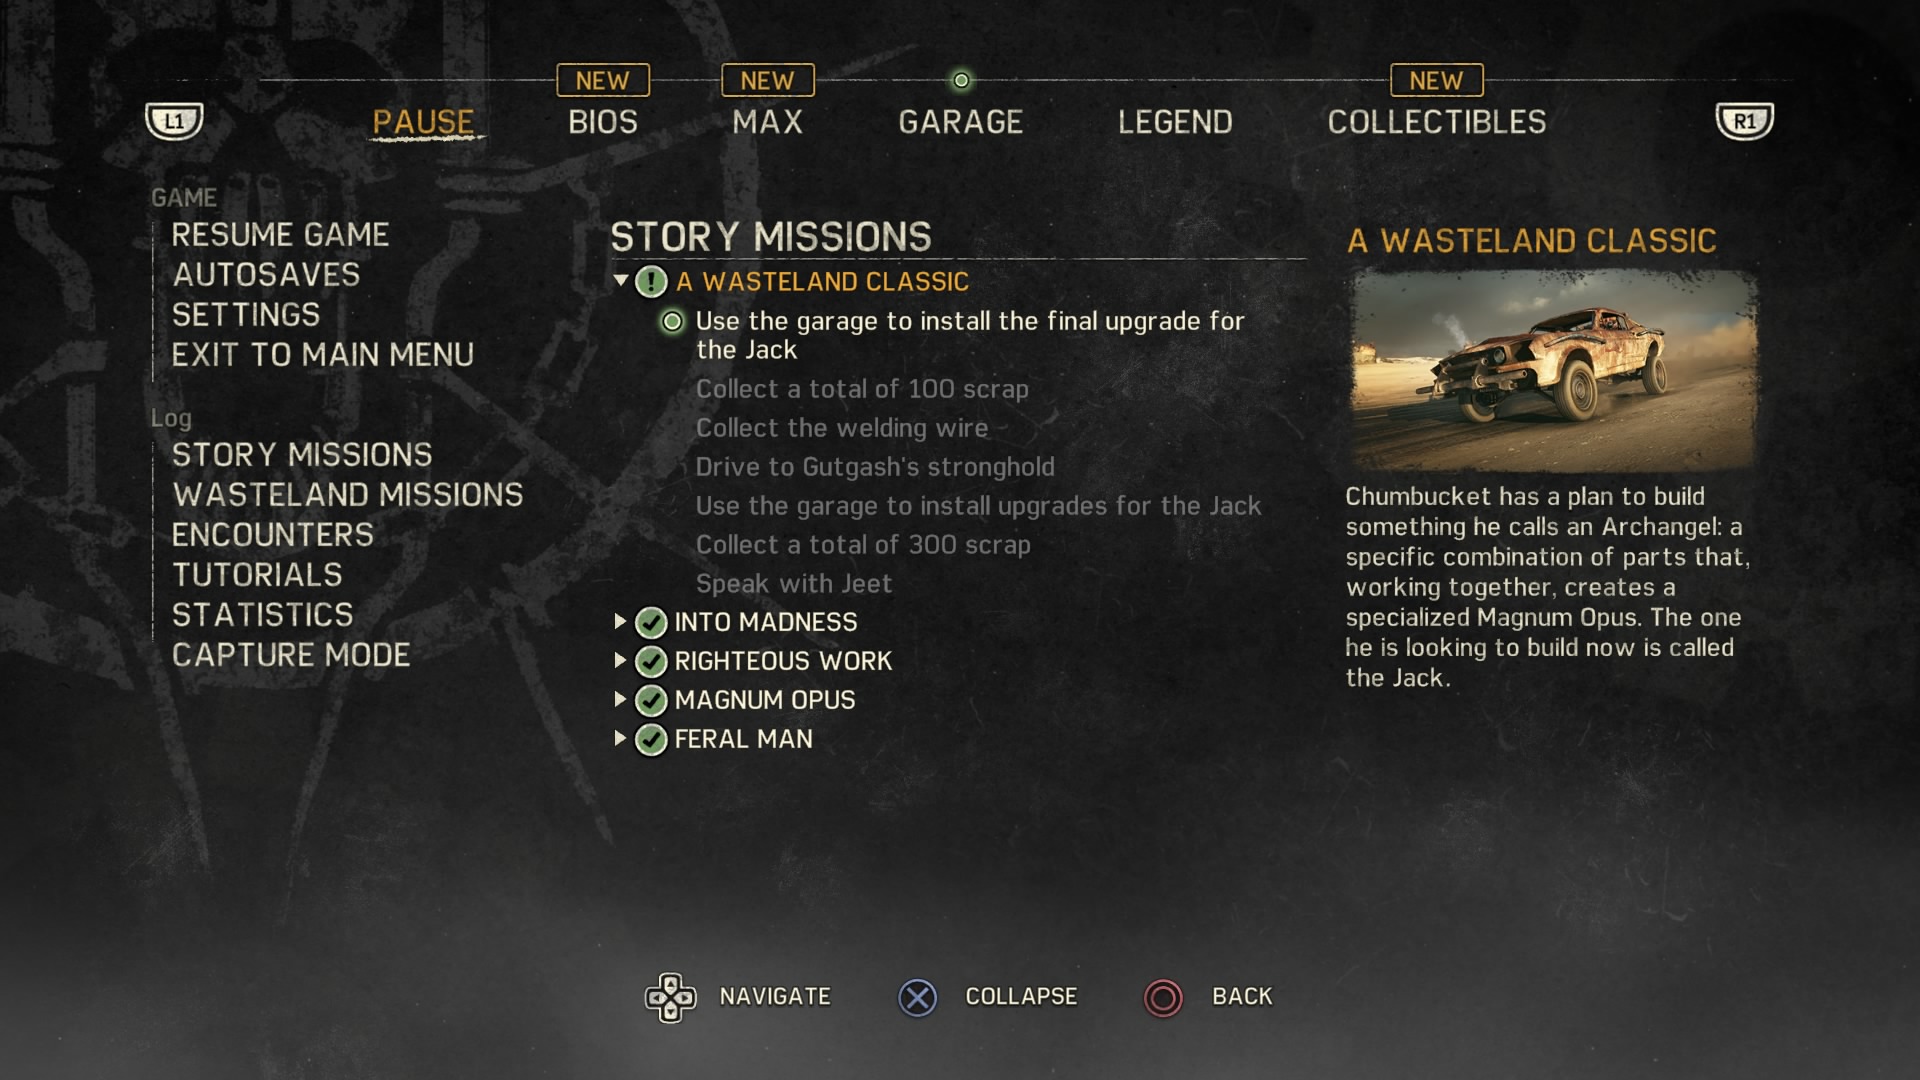 NEW
NEW
NEW
L1
PAUSE
BIOS
MAX
GARAGE
LEGEND
COLLECTIBLES
R1
GAME
RESUME GAME
AUTOSAVES
SETTINGS
EXIT TO MAIN MENU
Log
STORY MISSIONS
WASTELAND MISSIONS
ENCOUNTERS
TUTORIALS
STATISTICS
CAPTURE MODE
STORY MISSIONS
A WASTELAND CLASSIC
Use the garage to install the final upgrade for
the Jack
Collect a total of 100 scrap
Collect the welding wire
Drive to Gutgash's stronghold
Use the garage to install upgrades for the Jack
Collect a total of 300 scrap
Speak with Jeet
INTO MADNESS
RIGHTEOUS WORK
MAGNUM OPUS
FERAL MAN
A WASTELAND CLASSIC
Chumbucket has a plan to build
something he calls an Archangel: a
specific combination of parts that,
working together, creates a
specialized Magnum Opus. The one
he is looking to build now is called
the Jack.
NAVIGATE
COLLAPSE
BACK